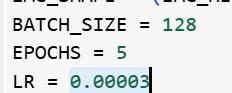 BATCH_SIZE = 128
EPOCHS = 5
LR = 0.00003